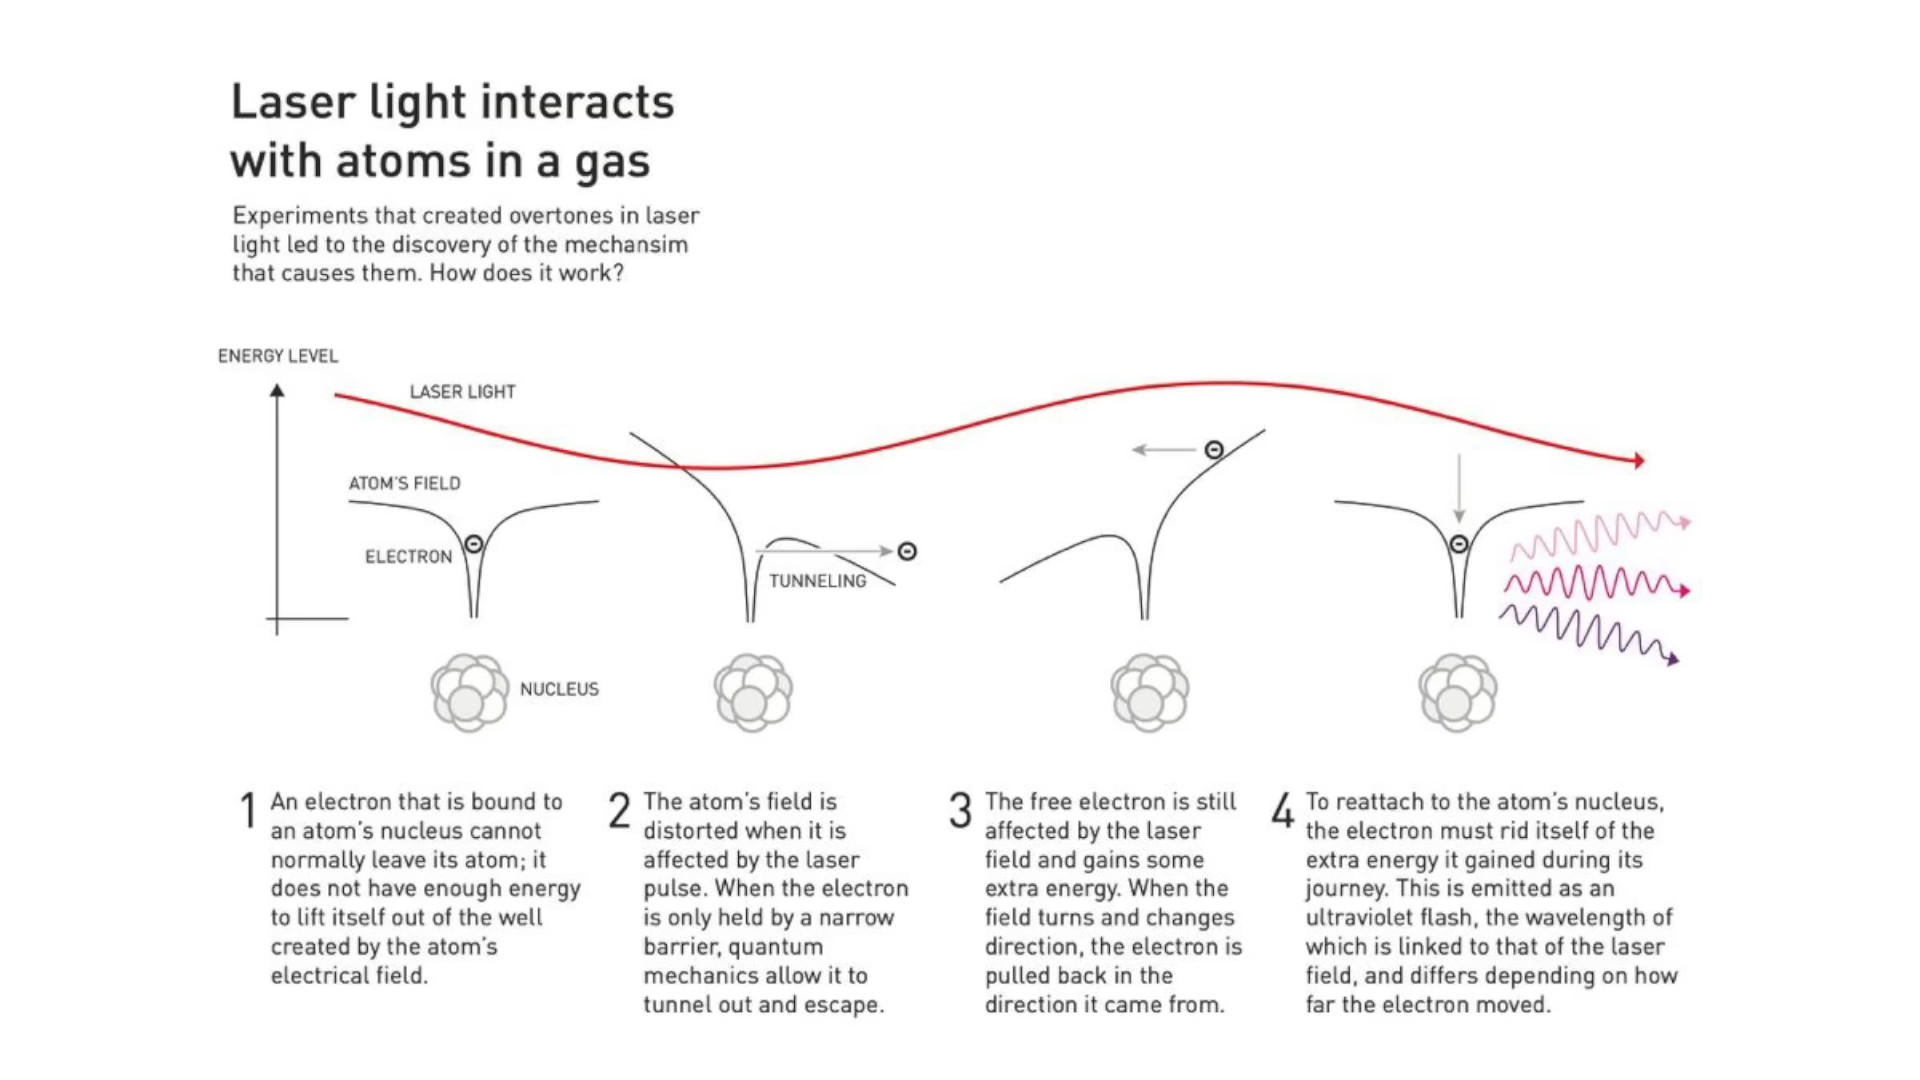 Laser light interacts
with atoms in a gas
Experiments that created overtones in laser
light led to the discovery of the mechansim
that causes them. How does it work?
ENERGY LEVEL
LASER LIGHT
ATOM'S FIELD
ELECTRON
TUNNELING
NUCLEUS
1
An electron that is bound to
an atom's nucleus cannot
normally leave its atom; it
does not have enough energy
to lift itself out of the well
created by the atom's
electrical field.
2
The atom's field is
distorted when it is
affected by the laser
pulse. When the electron
is only held by a narrow
barrier, quantum
mechanics allow it to
tunnel out and escape.
3
The free electron is still
affected by the laser
field and gains some
extra energy. When the
field turns and changes
direction, the electron is
pulled back in the
direction it came from.
4
To reattach to the atom's nucleus,
the electron must rid itself of the
extra energy it gained during its
journey. This is emitted as an
ultraviolet flash, the wavelength of
which is linked to that of the laser
field, and differs depending on how
far the electron moved.